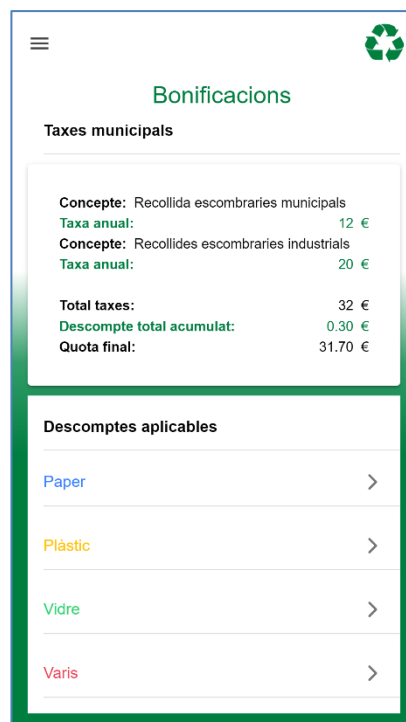 Bonificacions
Taxes municipals
Concepte: Recollida escombraries municipals
Taxa anual: 12 €
Concepte: Recollides escombraries industrials
Taxa anual: 20 €
Total taxes: 32 €
Descompte total acumulat: 0.30 €
Quota final: 31.70 €
Descomptes aplicables
Paper
Plàstic
Vidre
Varis